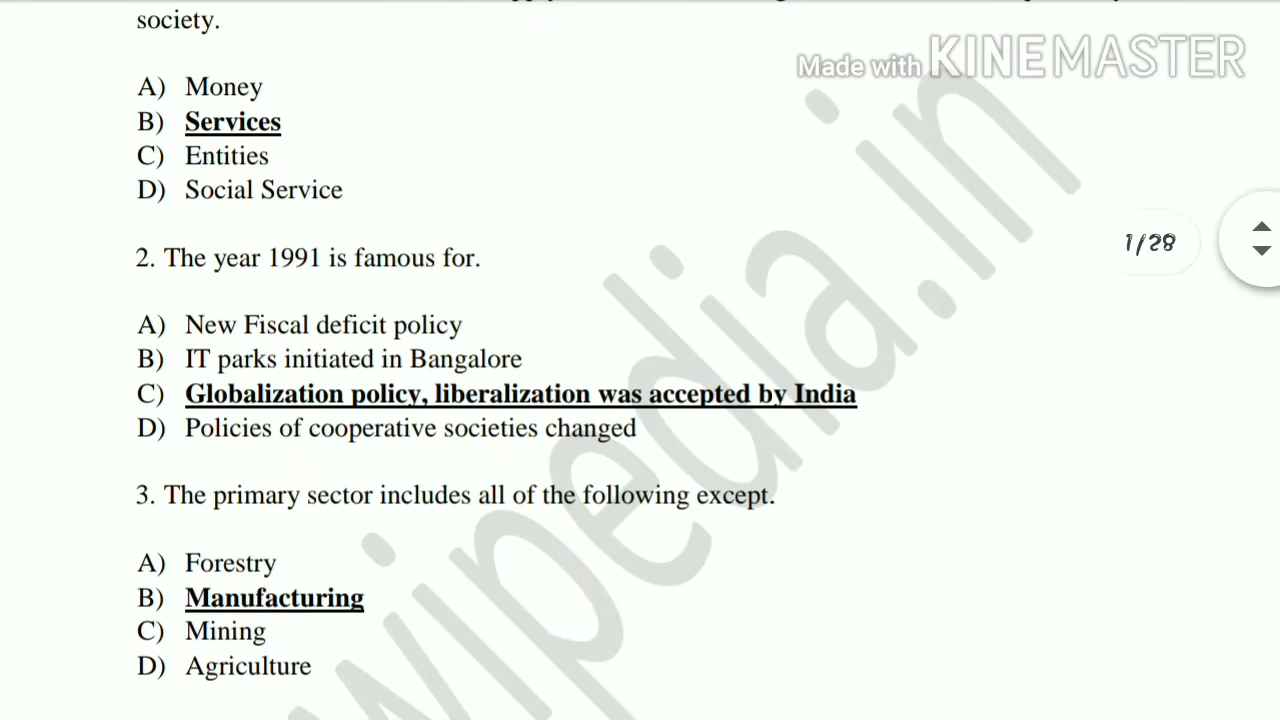 society.
Made with KINEMASTER
A) Money
B) Services
C) Entities
D) Social Service
1/28
2. The year 1991 is famous for.
A) New Fiscal deficit policy
B) IT parks initiated in Bangalore
C) Globalization policy, liberalization was accepted by India
D) Policies of cooperative societies changed
3. The primary sector includes all of the following except.
A) Forestry
B) Manufacturing
C) Mining
D) Agriculture
wipedia.in